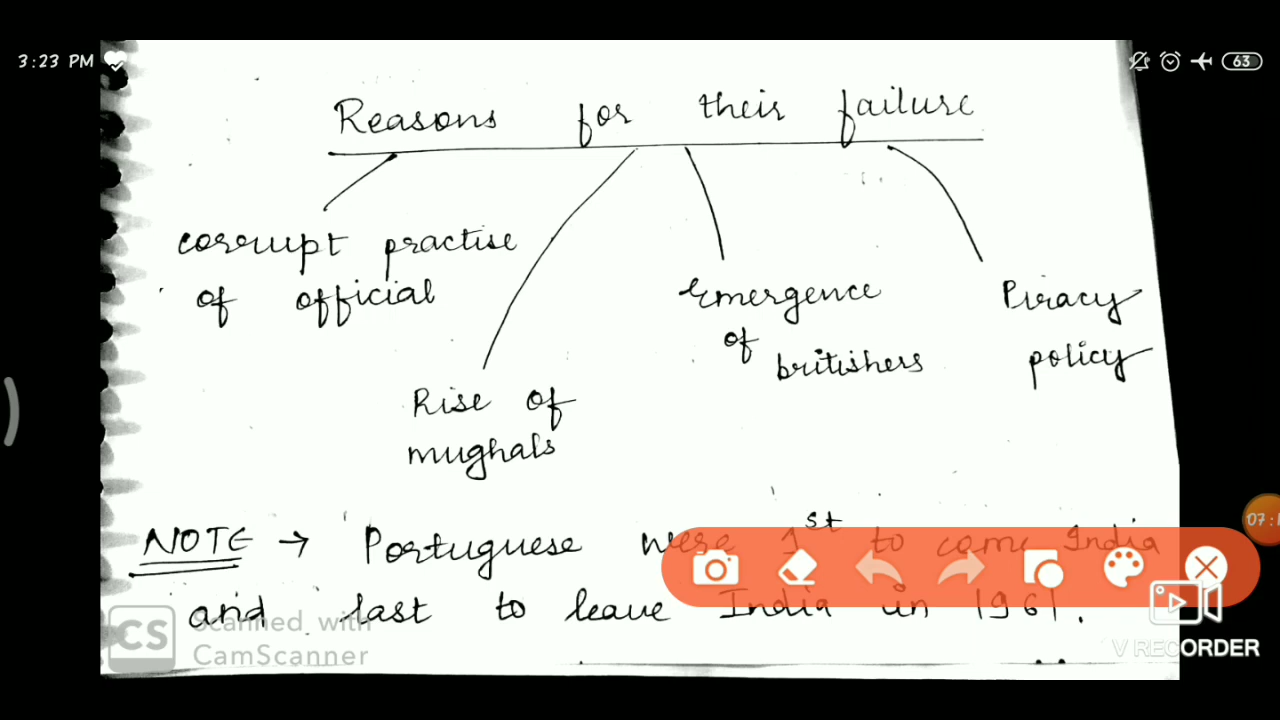 3:23 PM
63
Reasons for their failure
corrupt practise
of official
Emergence
of
britishers
Piracy
policy
Rise of
mughals
07:1
NOTE → Portuguese were 1st to come India
and last to leave India in 1961.
CS Scanned with
CamScanner
V RECORDER